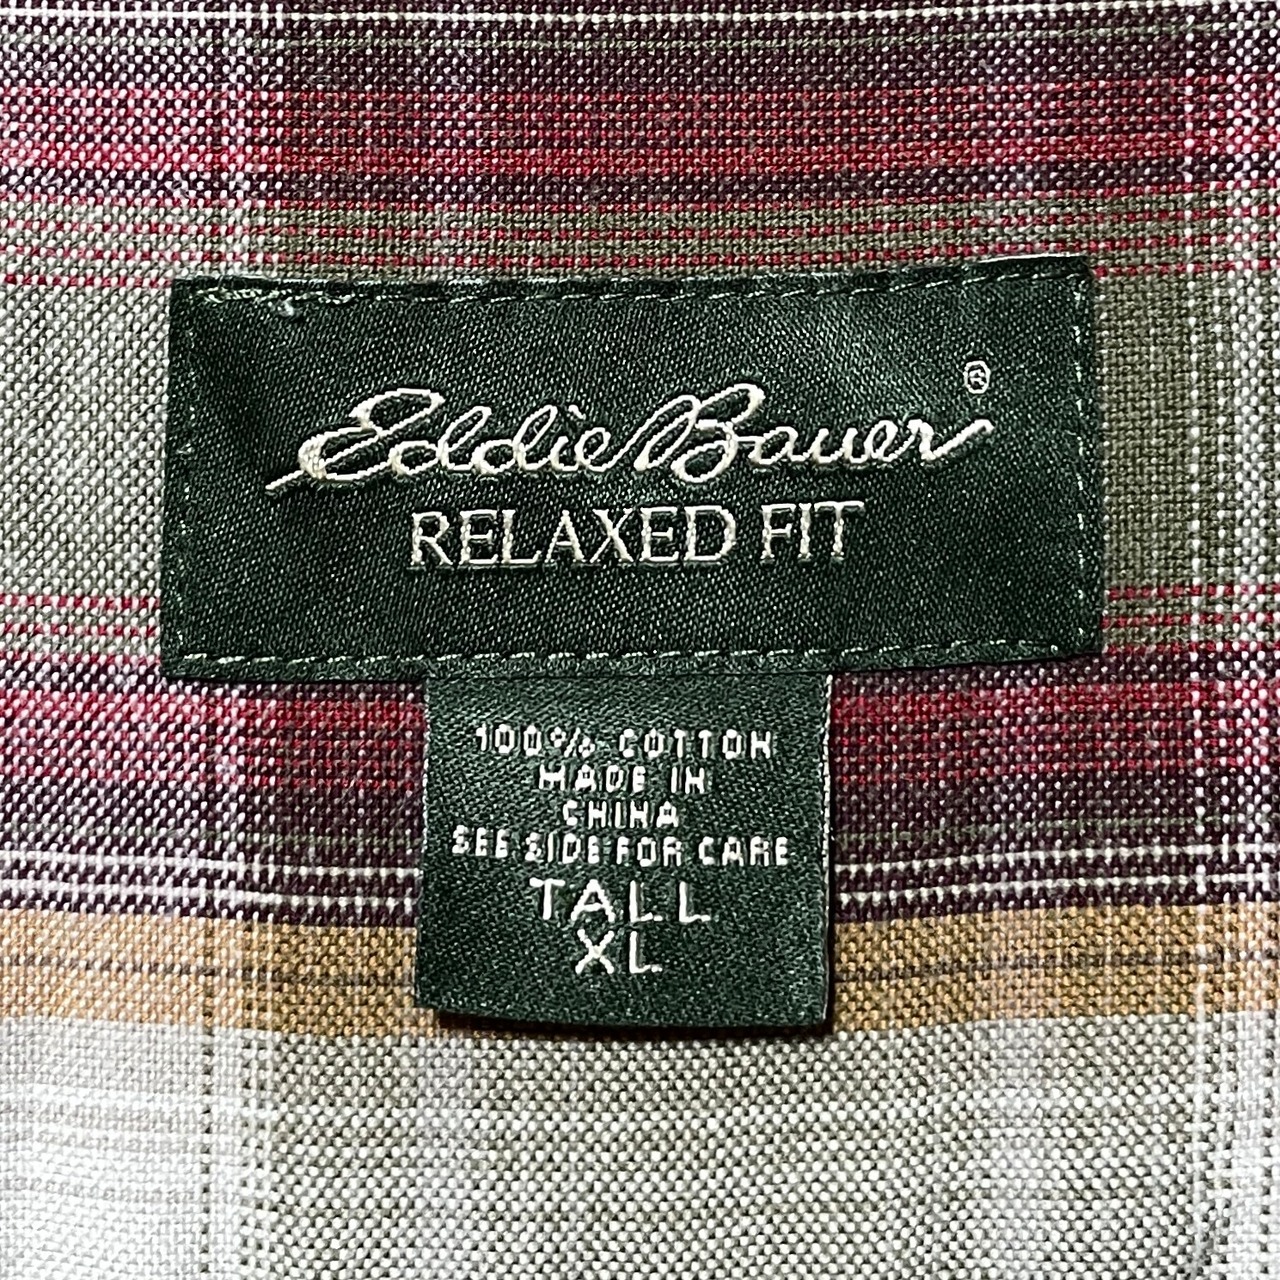 Eddie Bauer®
RELAXED FIT
100% COTTON
MADE IN
CHINA
SEE SIDE FOR CARE
TALL
XL